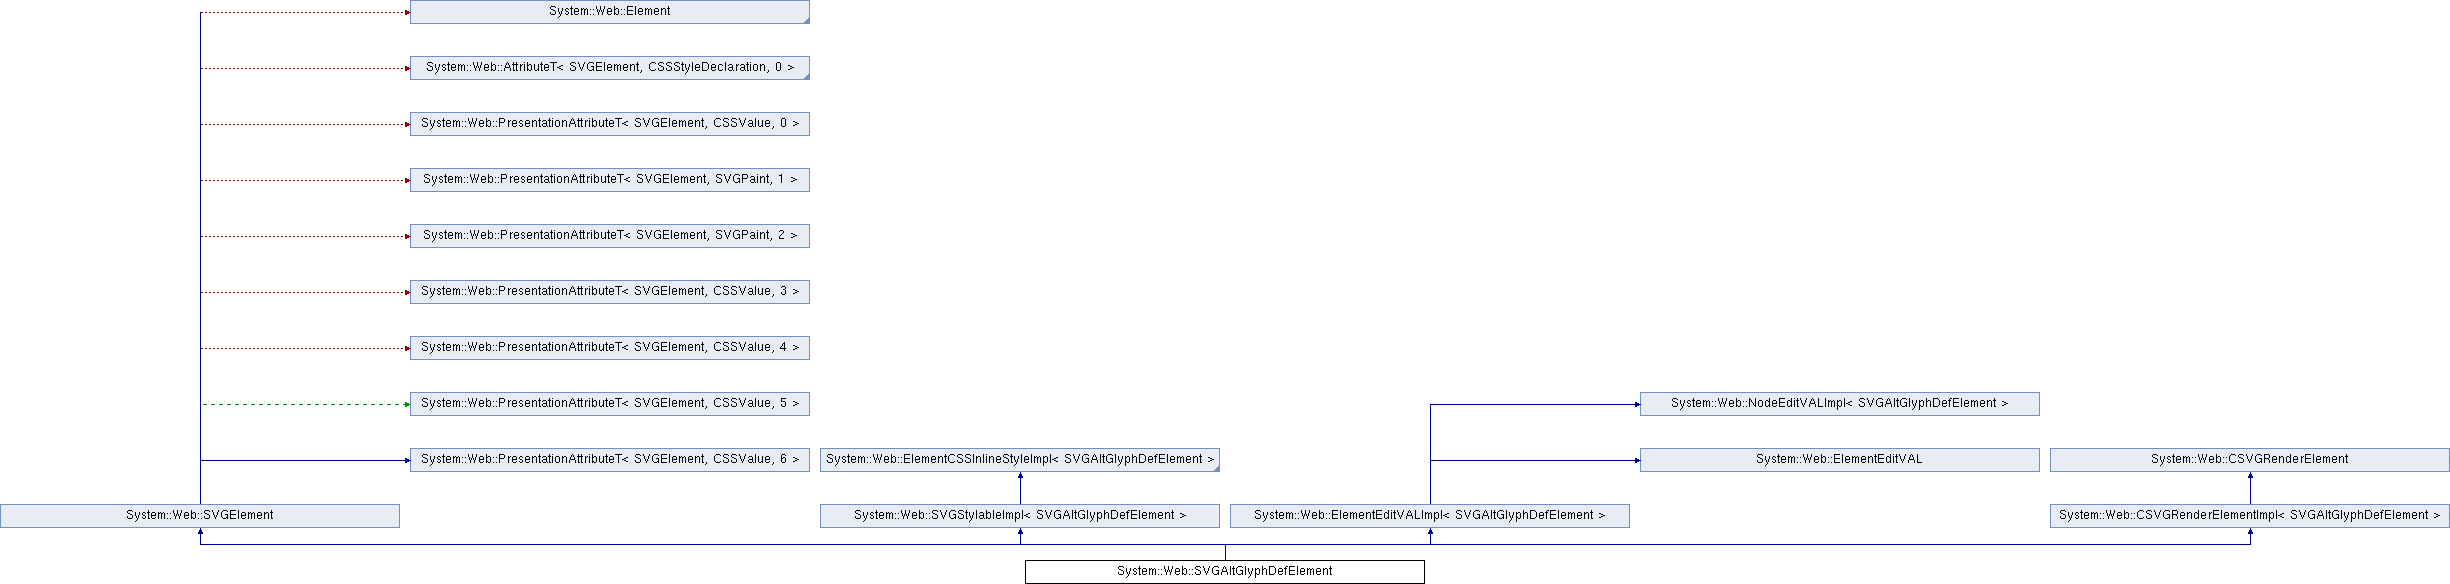 System::Web::Element
System::Web::AttributeT< SVGElement, CSSStyleDeclaration, 0 >
System::Web::PresentationAttributeT< SVGElement, CSSValue, 0 >
System::Web::PresentationAttributeT< SVGElement, SVGPaint, 1 >
System::Web::PresentationAttributeT< SVGElement, SVGPaint, 2 >
System::Web::PresentationAttributeT< SVGElement, CSSValue, 3 >
System::Web::PresentationAttributeT< SVGElement, CSSValue, 4 >
System::Web::PresentationAttributeT< SVGElement, CSSValue, 5 >
System::Web::NodeEditVALImpl< SVGAltGlyphDefElement >
System::Web::PresentationAttributeT< SVGElement, CSSValue, 6 >
System::Web::ElementCSSInlineStyleImpl< SVGAltGlyphDefElement >
System::Web::ElementEditVAL
System::Web::CSVGRenderElement
System::Web::SVGElement
System::Web::SVGStylableImpl< SVGAltGlyphDefElement >
System::Web::ElementEditVALImpl< SVGAltGlyphDefElement >
System::Web::CSVGRenderElementImpl< SVGAltGlyphDefElement >
System::Web::SVGAltGlyphDefElement